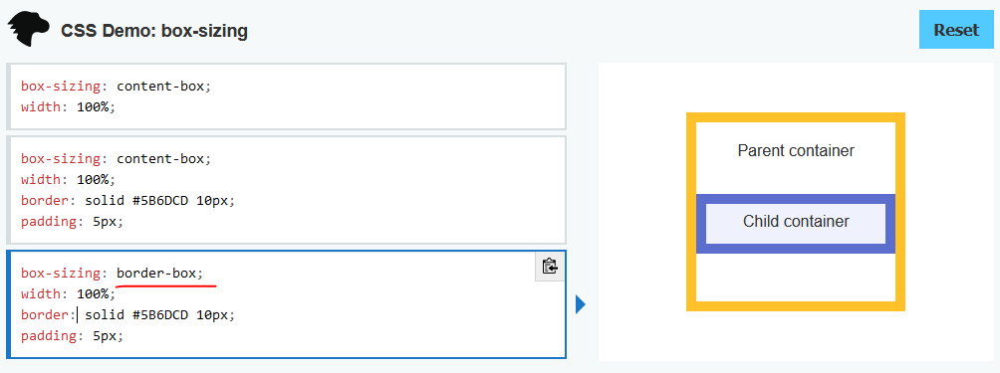 CSS Demo: box-sizing
Reset
box-sizing: content-box;
width: 100%;
box-sizing: content-box;
width: 100%;
border: solid #5B6DCD 10px;
padding: 5px;
box-sizing: border-box;
width: 100%;
border: solid #5B6DCD 10px;
padding: 5px;
Parent container
Child container